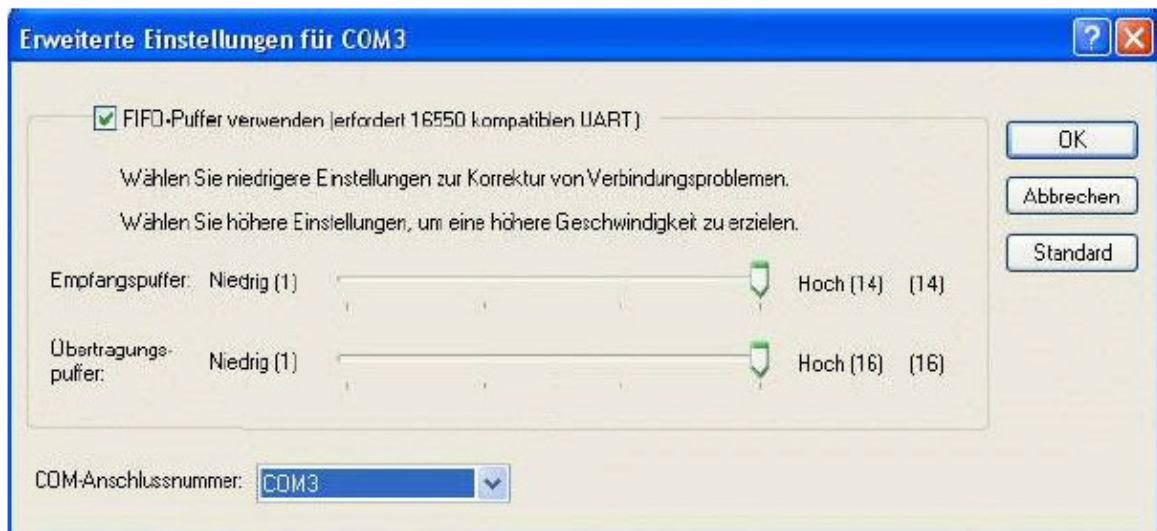 Erweiterte Einstellungen für COM3
FIFO-Puffer verwenden (erfordert 16550 kompatiblen UART)
Wählen Sie niedrigere Einstellungen zur Korrektur von Verbindungsproblemen.
Wählen Sie höhere Einstellungen, um eine höhere Geschwindigkeit zu erzielen.
Empfangspuffer: Niedrig (1) Hoch (14) (14)
Übertragungs-
puffer: Niedrig (1) Hoch (16) (16)
COM-Anschlussnummer: COM3
OK
Abbrechen
Standard